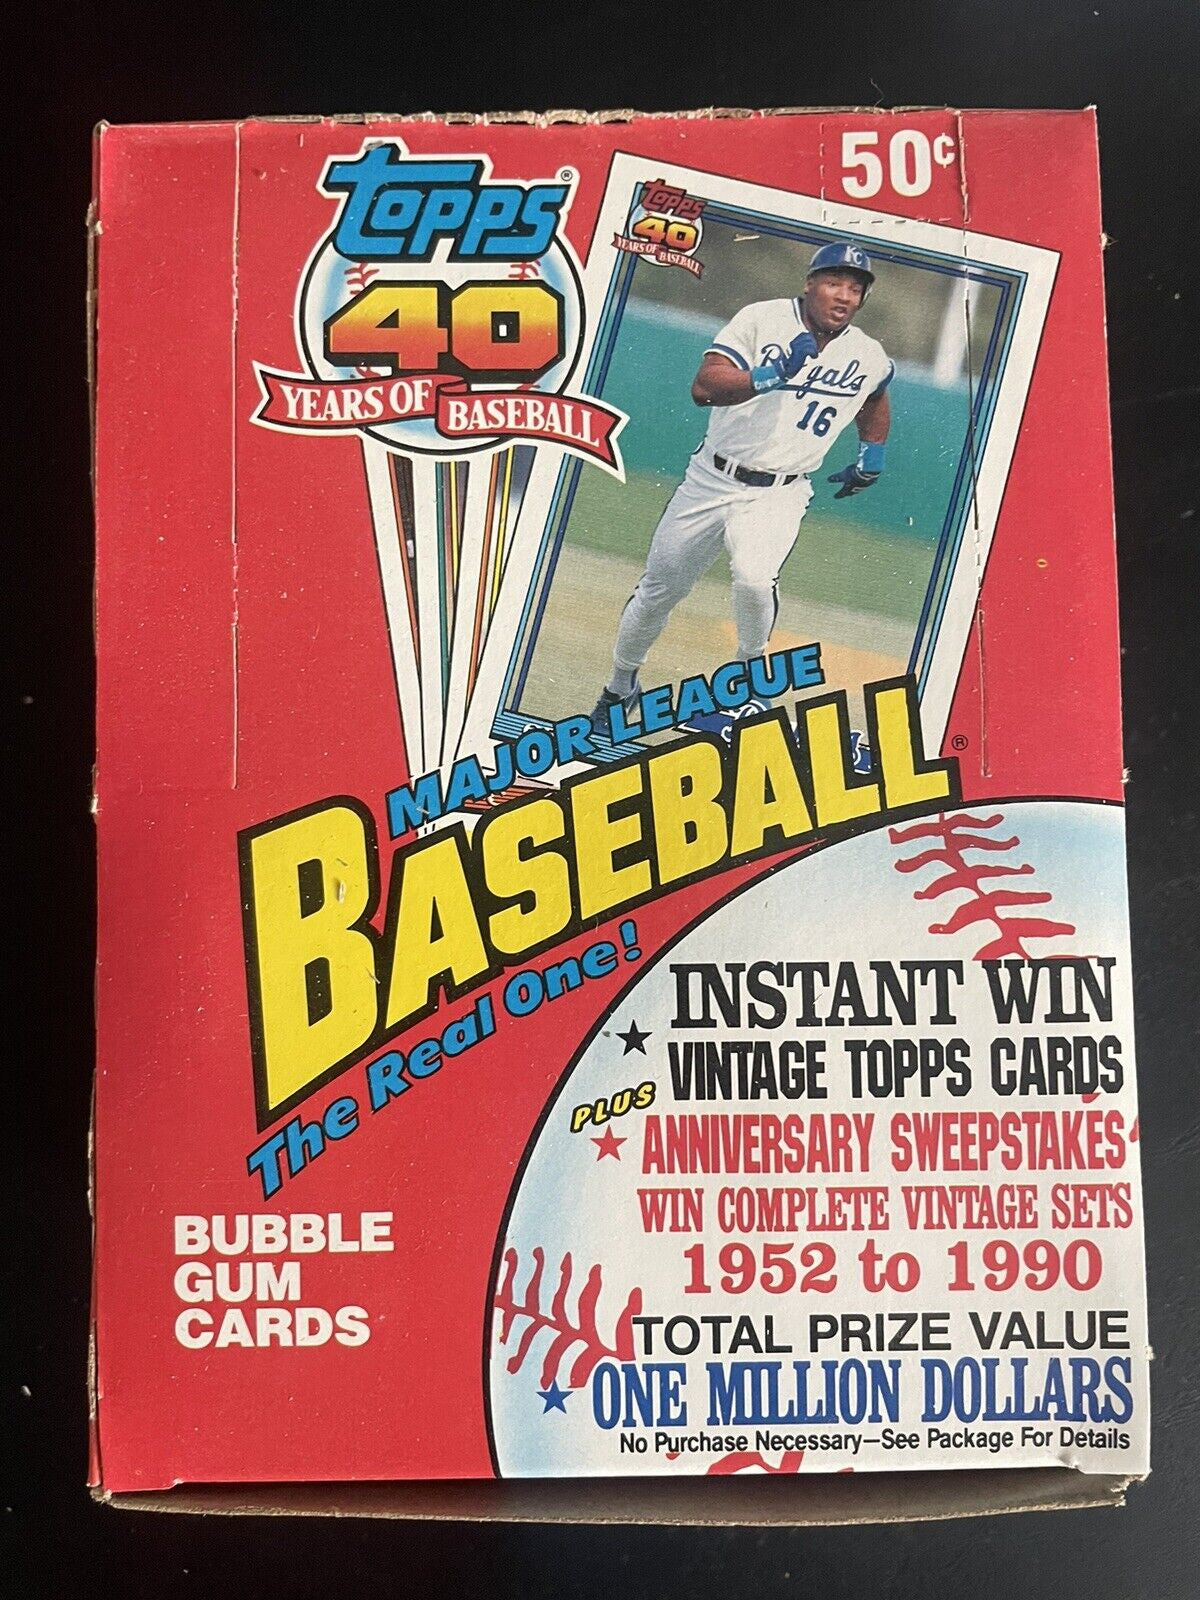 50¢
Topps®
40
YEARS OF BASEBALL
Topps
40
YEARS OF BASEBALL
KC
Royals
16
MAJOR LEAGUE
BASEBALL®
The Real One!
BUBBLE
GUM
CARDS
INSTANT WIN
VINTAGE TOPPS CARDS
PLUS
ANNIVERSARY SWEEPSTAKES
WIN COMPLETE VINTAGE SETS
1952 to 1990
TOTAL PRIZE VALUE
ONE MILLION DOLLARS
No Purchase Necessary—See Package For Details